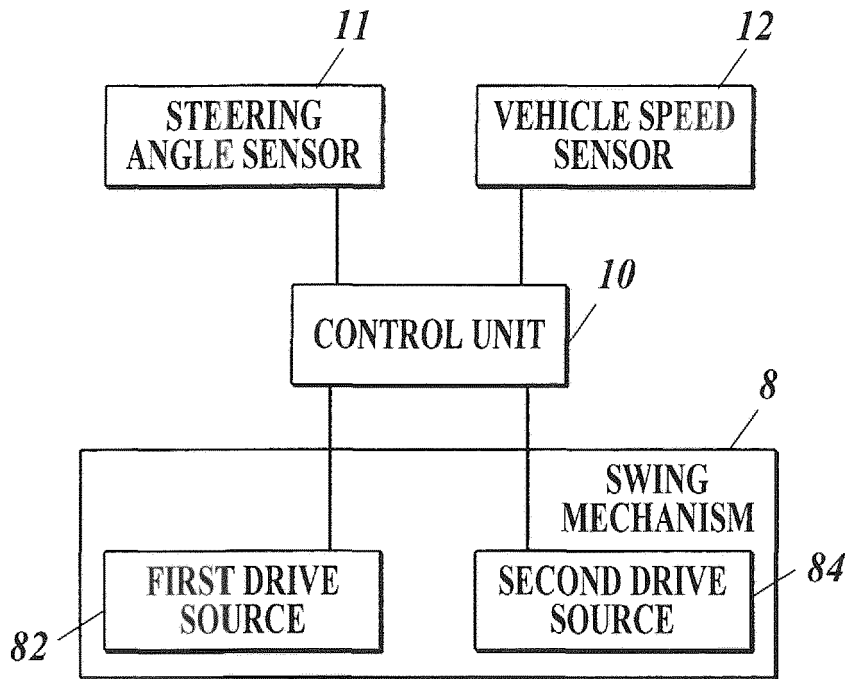 11
12
STEERING
ANGLE SENSOR
VEHICLE SPEED
SENSOR
10
CONTROL UNIT
8
SWING
MECHANISM
FIRST DRIVE
SOURCE
SECOND DRIVE
SOURCE
84
82